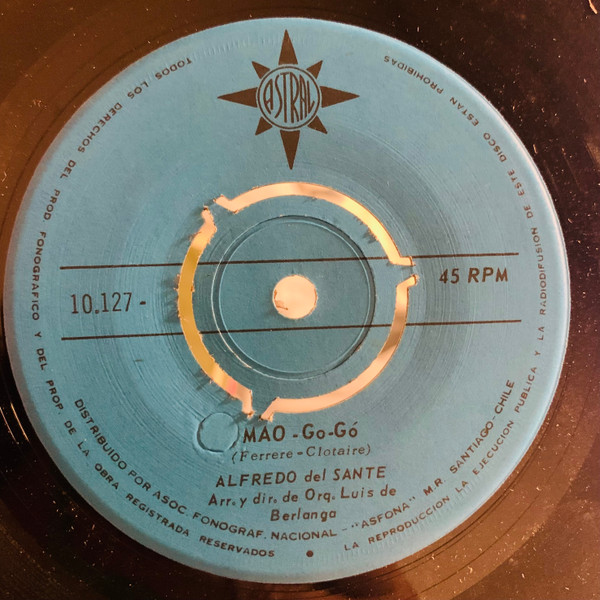 ASTRAL
45 RPM
10.127-
MAO-Go-Gó
(Ferrere-Clotaire)
ALFREDO del SANTE
Arr. y dir. de Orq. Luis de
Berlanga
DISTRIBUIDO POR ASOC. FONOGRAF. NACIONAL - "ASFONA" M.R. SANTIAGO-CHILE
TODOS LOS DERECHOS DEL PROD. FONOGRAFICO Y DEL PROP. DE LA OBRA REGISTRADA RESERVADOS • LA REPRODUCCION LA EJECUCION PUBLICA Y LA RADIODIFUSION DE ESTE DISCO ESTAN PROHIBIDAS